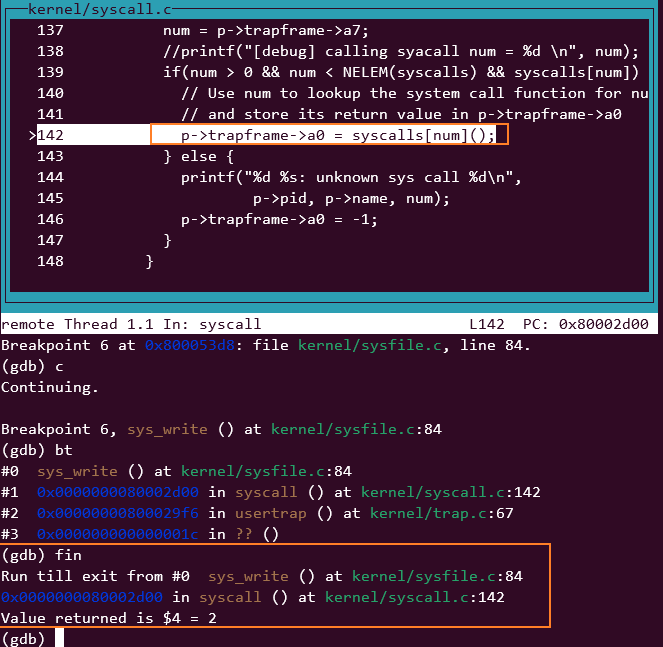 kernel/syscall.c
137 num = p->trapframe->a7;
138 //printf("[debug] calling syacall num = %d \n", num);
139 if(num > 0 && num < NELEM(syscalls) && syscalls[num])
140 // Use num to lookup the system call function for nu
141 // and store its return value in p->trapframe->a0
>142 p->trapframe->a0 = syscalls[num]();
143 } else {
144 printf("%d %s: unknown sys call %d\n",
145 p->pid, p->name, num);
146 p->trapframe->a0 = -1;
147 }
148 }
remote Thread 1.1 In: syscall L142 PC: 0x80002d00
Breakpoint 6 at 0x800053d8: file kernel/sysfile.c, line 84.
(gdb) c
Continuing.
Breakpoint 6, sys_write () at kernel/sysfile.c:84
(gdb) bt
#0 sys_write () at kernel/sysfile.c:84
#1 0x0000000080002d00 in syscall () at kernel/syscall.c:142
#2 0x00000000800029f6 in usertrap () at kernel/trap.c:67
#3 0x000000000000001c in ?? ()
(gdb) fin
Run till exit from #0 sys_write () at kernel/sysfile.c:84
0x0000000080002d00 in syscall () at kernel/syscall.c:142
Value returned is $4 = 2
(gdb)